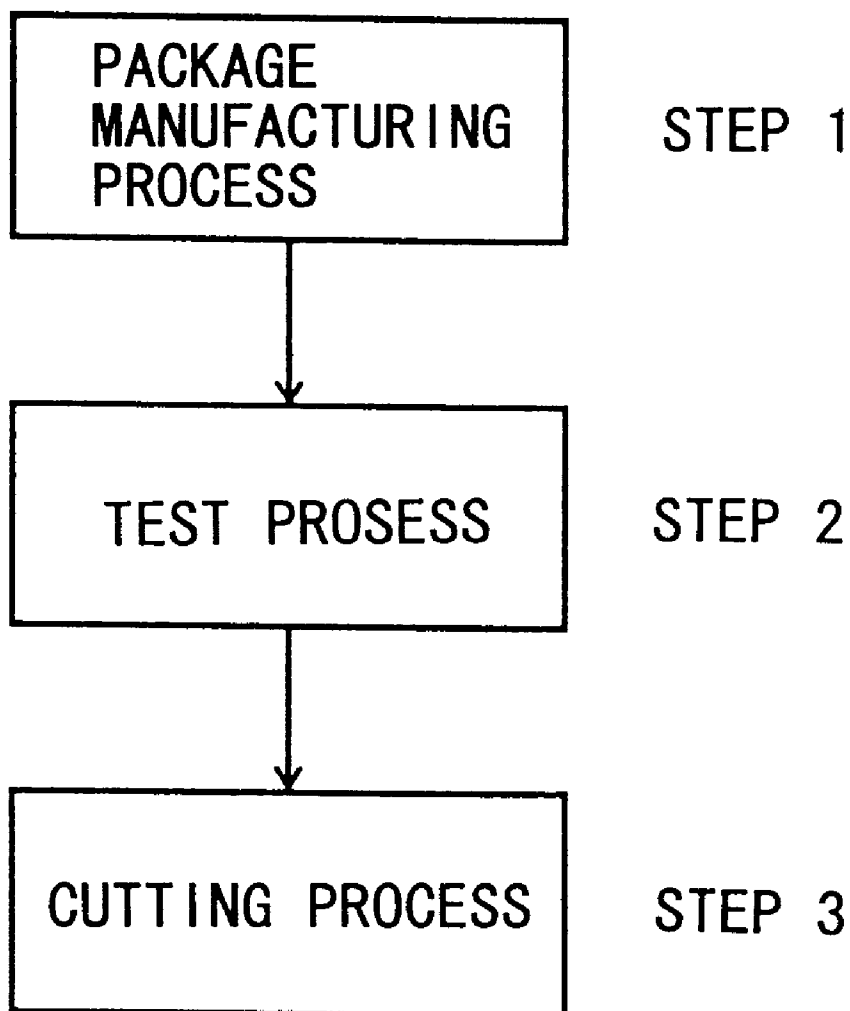 PACKAGE
MANUFACTURING
PROCESS
STEP 1
TEST PROSESS
STEP 2
CUTTING PROCESS
STEP 3